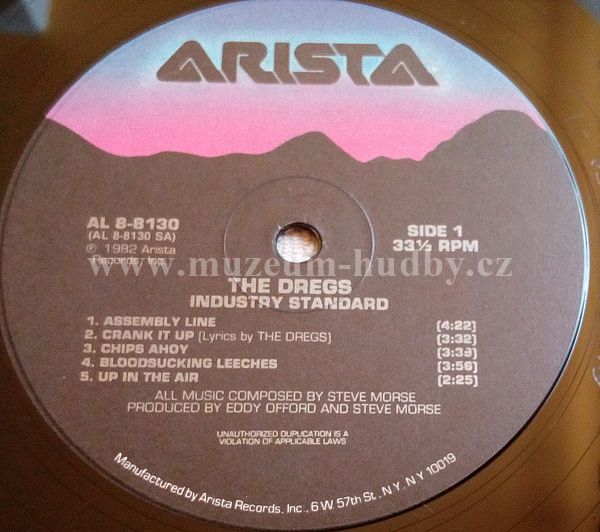 ARISTA
AL 8-8130
(AL 8-8130 SA)
℗ 1982 Arista
Records, Inc.
SIDE 1
33⅓ RPM
www.muzeum-hudby.cz
THE DREGS
INDUSTRY STANDARD
1. ASSEMBLY LINE [4:22]
2. CRANK IT UP (Lyrics by THE DREGS) [3:32]
3. CHIPS AHOY [3:39]
4. BLOODSUCKING LEECHES [3:56]
5. UP IN THE AIR [2:25]
ALL MUSIC COMPOSED BY STEVE MORSE
PRODUCED BY EDDY OFFORD AND STEVE MORSE
UNAUTHORIZED DUPLICATION IS A
VIOLATION OF APPLICABLE LAWS
Manufactured by Arista Records, Inc., 6 W. 57th St., N.Y., N.Y. 10019